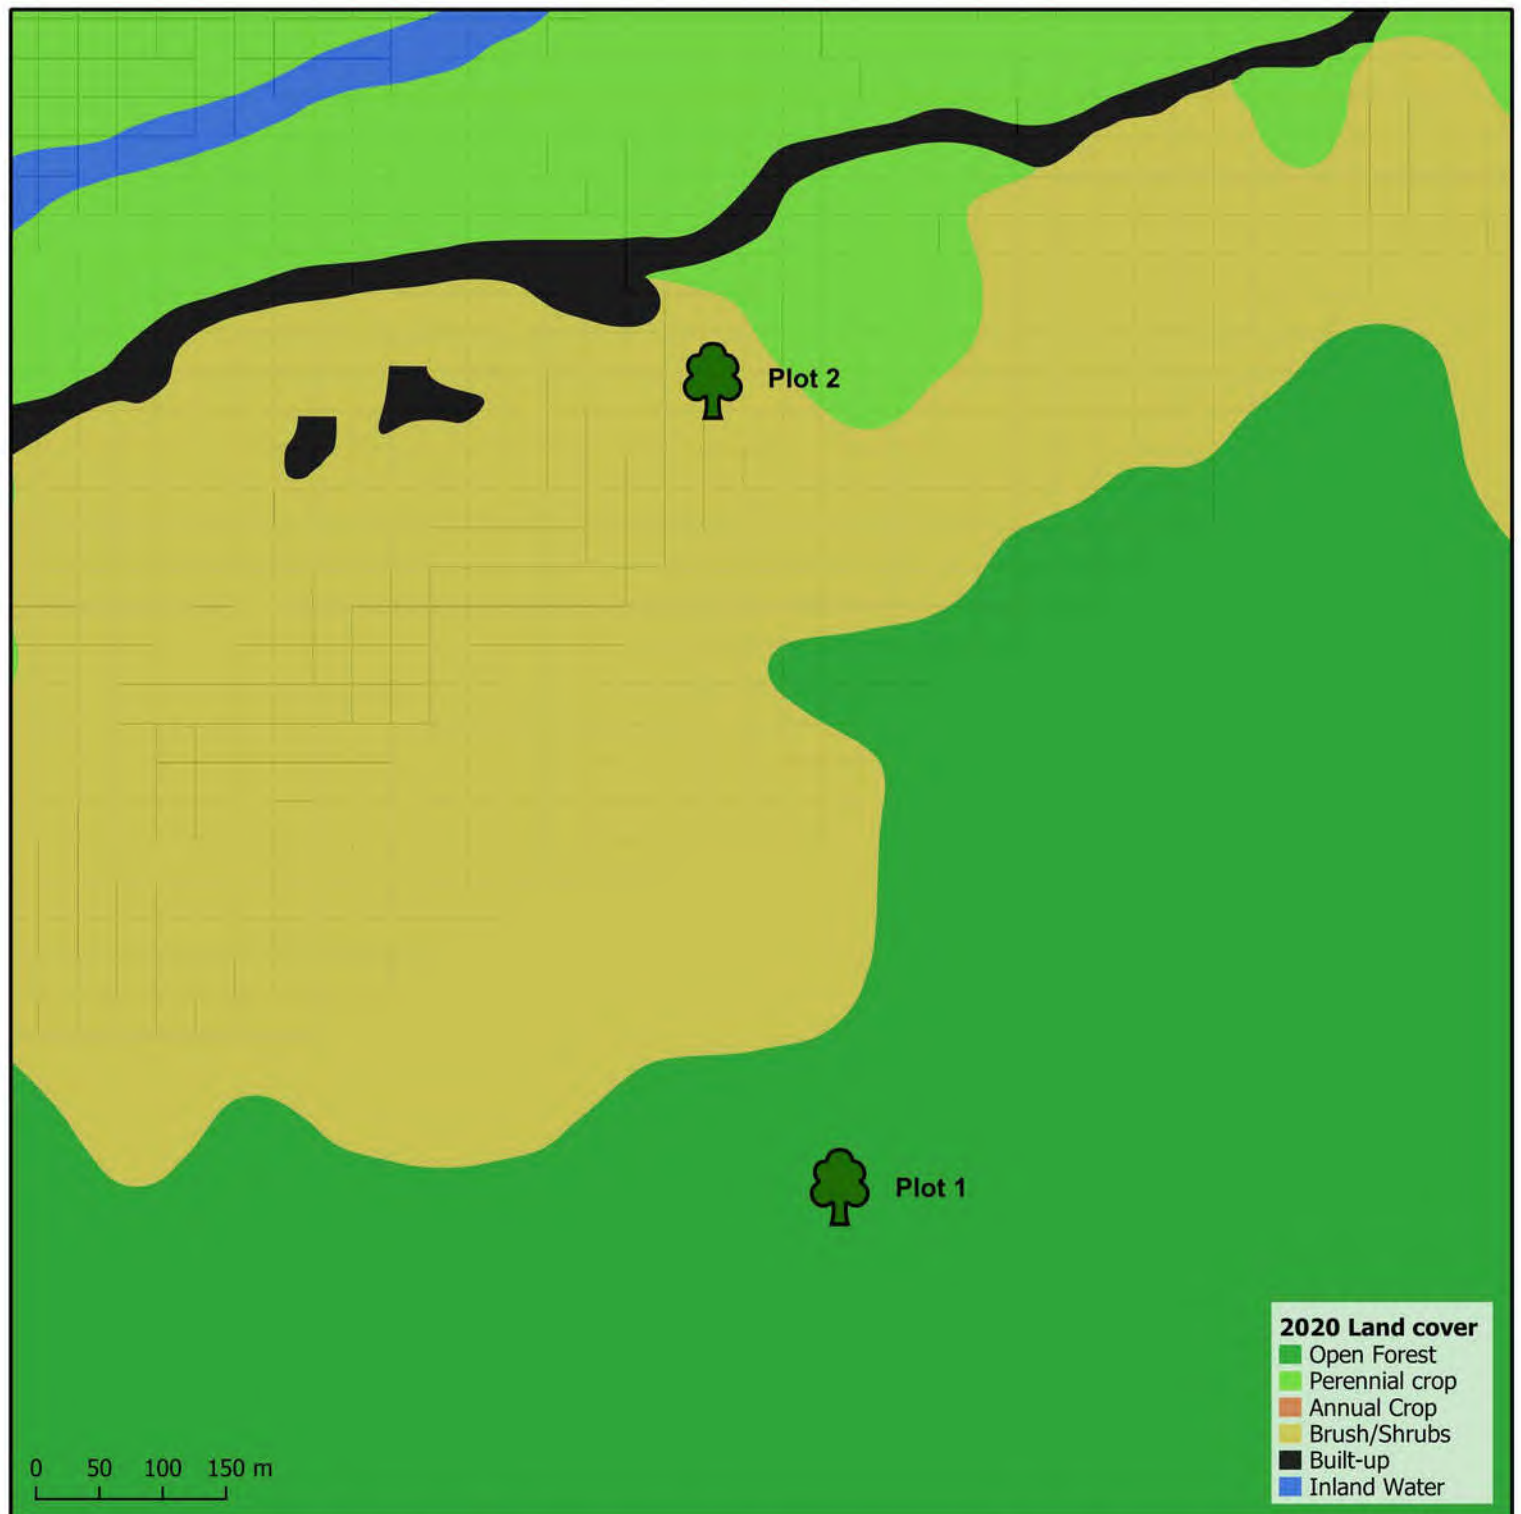 Plot 2
Plot 1
2020 Land cover
Open Forest
Perennial crop
Annual Crop
Brush/Shrubs
Built-up
Inland Water
0 50 100 150 m